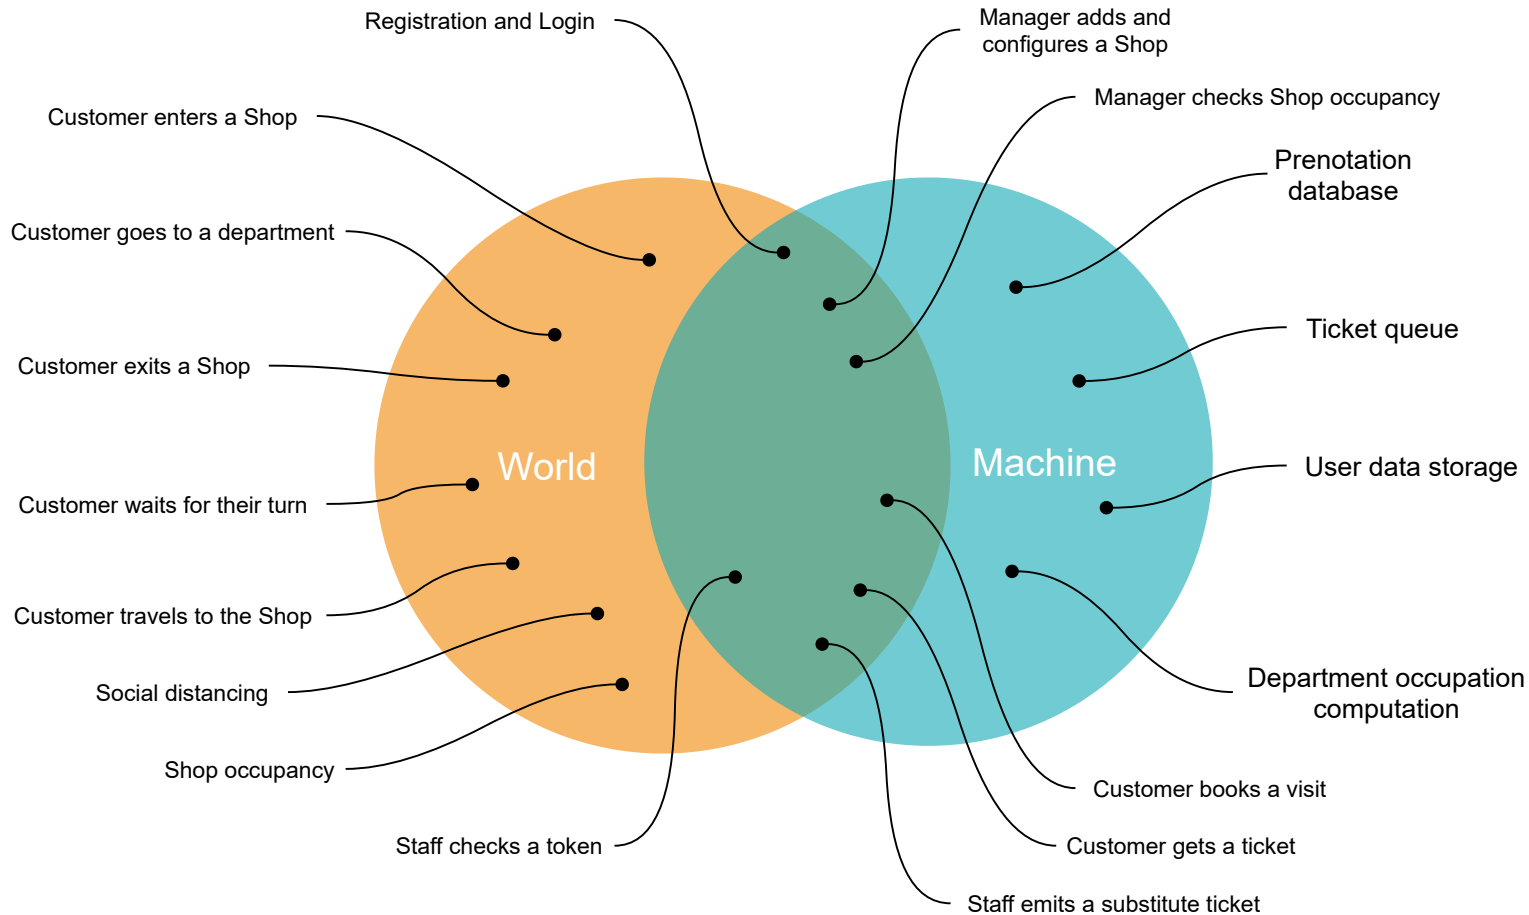 Registration and Login
Manager adds and
configures a Shop
Manager checks Shop occupancy
Customer enters a Shop
Prenotation
database
Customer goes to a department
Ticket queue
Customer exits a Shop
World
Machine
User data storage
Customer waits for their turn
Customer travels to the Shop
Social distancing
Department occupation
computation
Shop occupancy
Customer books a visit
Staff checks a token
Customer gets a ticket
Staff emits a substitute ticket